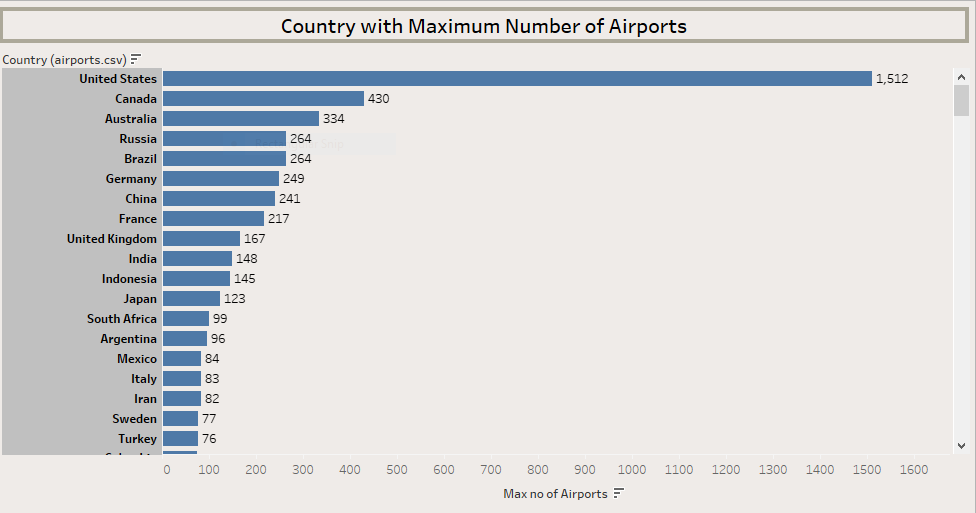 Country with Maximum Number of Airports
Country (airports.csv)
United States 1,512
Canada 430
Australia 334
Russia 264
Brazil 264
Germany 249
China 241
France 217
United Kingdom 167
India 148
Indonesia 145
Japan 123
South Africa 99
Argentina 96
Mexico 84
Italy 83
Iran 82
Sweden 77
Turkey 76
0 100 200 300 400 500 600 700 800 900 1000 1100 1200 1300 1400 1500 1600
Max no of Airports